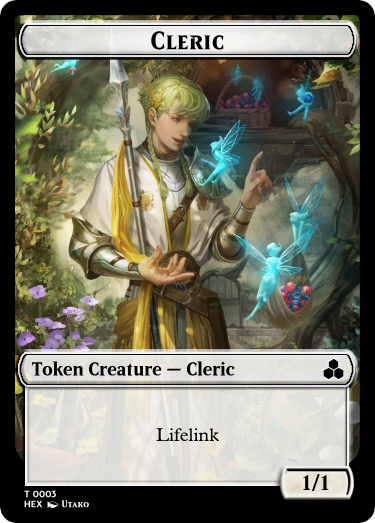 Cleric
Token Creature — Cleric
Lifelink
1/1
T 0003
HEX Utako